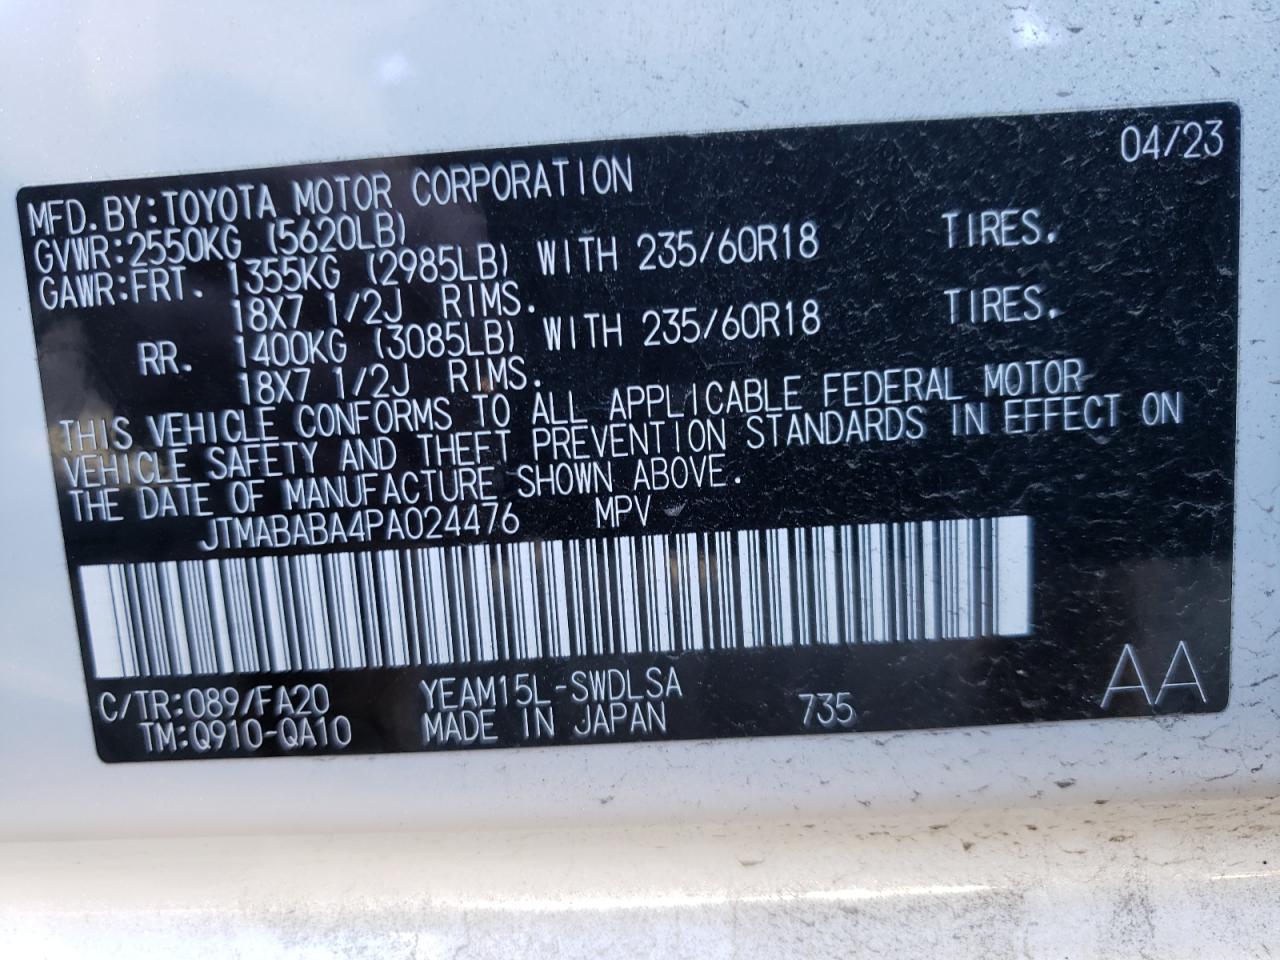 04/23
MFD.BY:TOYOTA MOTOR CORPORATION
GVWR:2550KG (5620LB)
GAWR:FRT. 1355KG (2985LB) WITH 235/60R18 TIRES.
18X7 1/2J RIMS.
RR. 1400KG (3085LB) WITH 235/60R18 TIRES.
18X7 1/2J RIMS.
THIS VEHICLE CONFORMS TO ALL APPLICABLE FEDERAL MOTOR
VEHICLE SAFETY AND THEFT PREVENTION STANDARDS IN EFFECT ON
THE DATE OF MANUFACTURE SHOWN ABOVE.
JTMABABA4PA024476 MPV
C/TR:089/FA20 YEAM15L-SWDLSA
TM:Q910-QA10 MADE IN JAPAN 735 AA